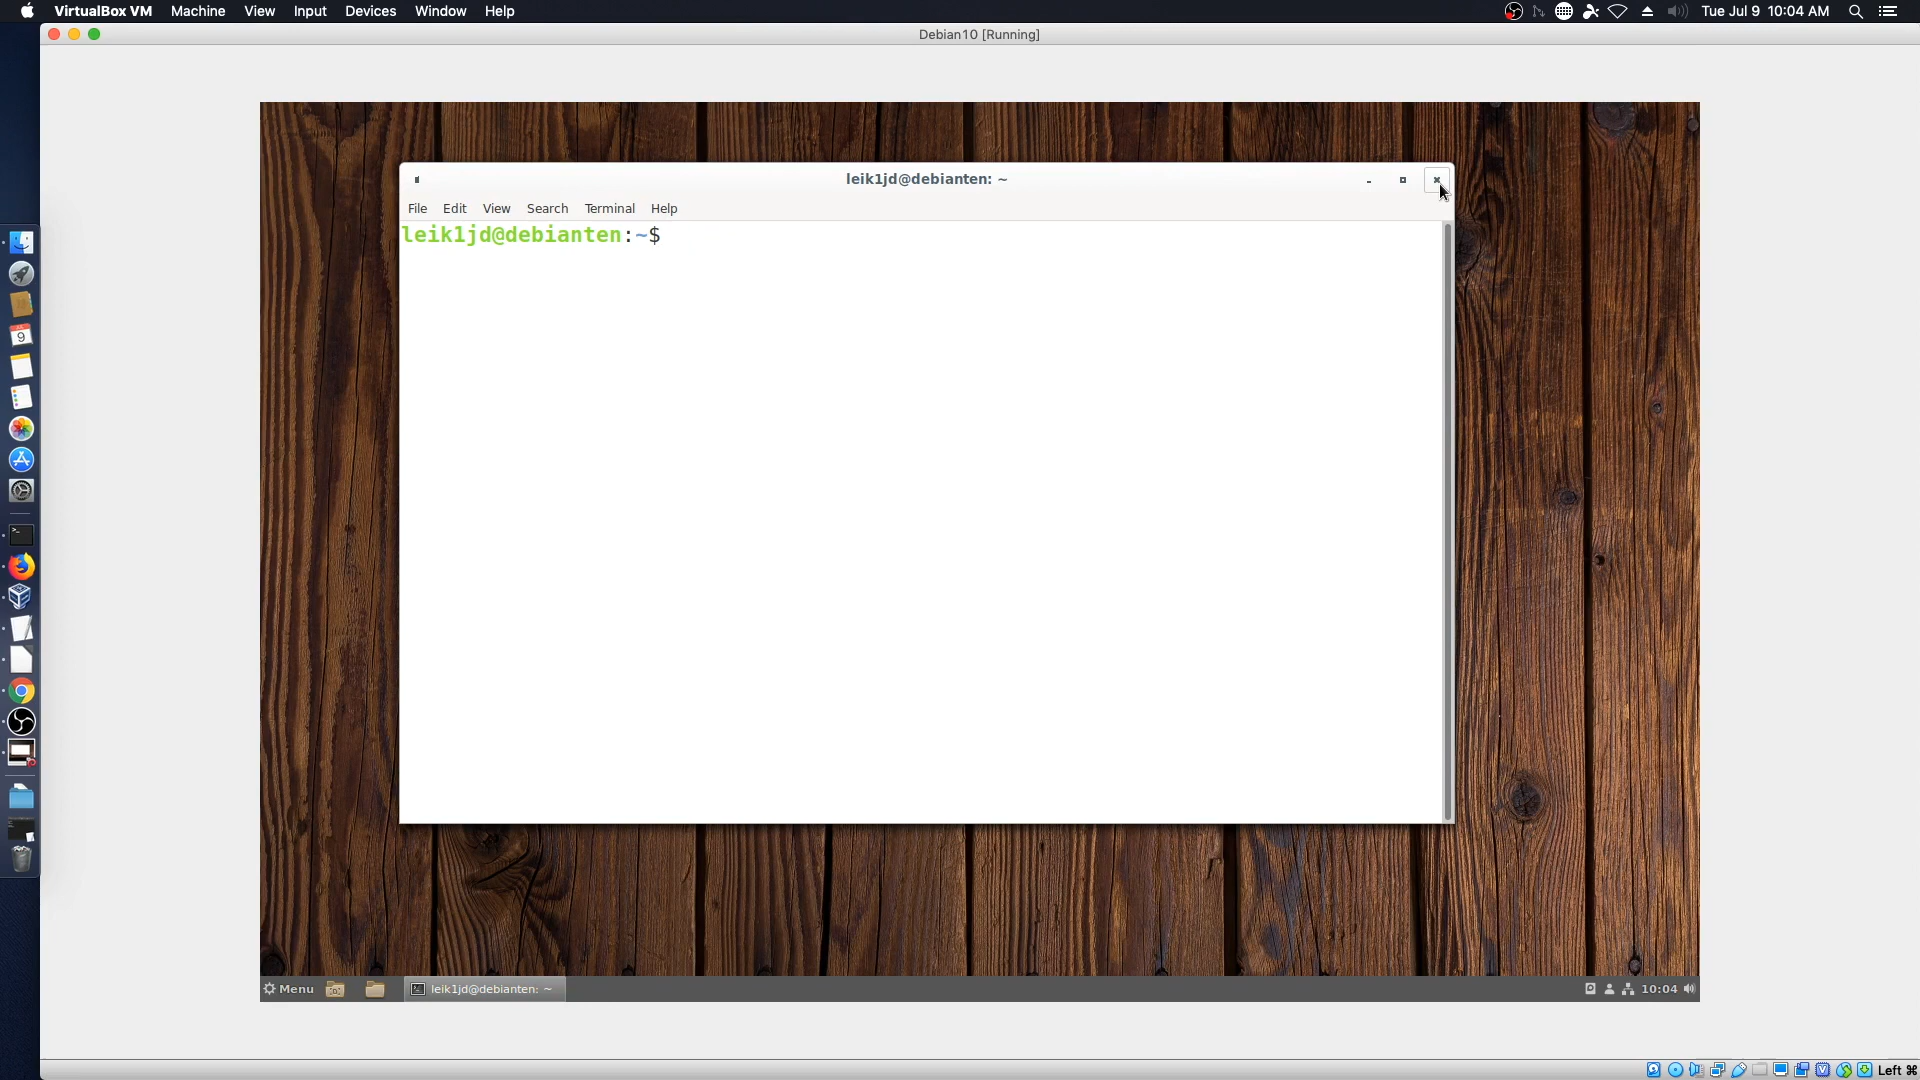 VirtualBox VM Machine View Input Devices Window Help
Tue Jul 9 10:04 AM
Debian10 [Running]
leik1jd@debianten: ~
File Edit View Search Terminal Help
leik1jd@debianten:~$
9
Menu
leik1jd@debianten: ~
10:04
Left ⌘